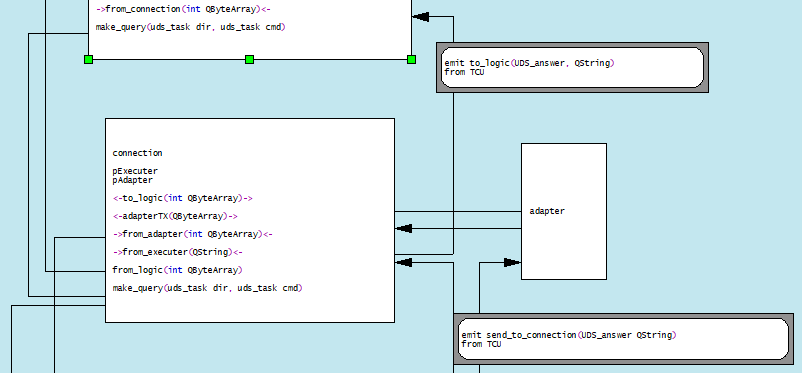 ->from_connection(int QByteArray)<-
make_query(uds_task dir, uds_task cmd)
emit to_logic(UDS_answer, QString)
from TCU
connection
pExecuter
pAdapter
<-to_logic(int QByteArray)->
<-adapterTX(QByteArray)->
->from_adapter(int QByteArray)<-
->from_executer(QString)<-
from_logic(int QByteArray)
make_query(uds_task dir, uds_task cmd)
adapter
emit send_to_connection(UDS_answer QString)
from TCU